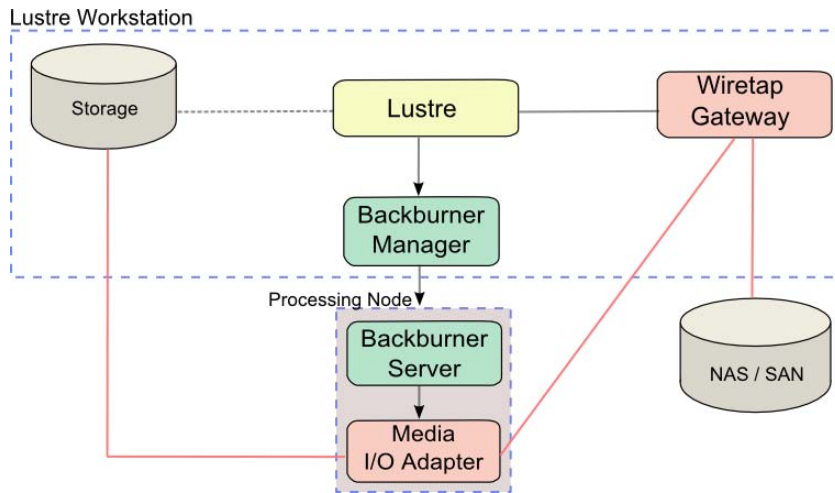 Lustre Workstation
Storage
Lustre
Wiretap
Gateway
Backburner
Manager
Processing Node
Backburner
Server
NAS / SAN
Media
I/O Adapter